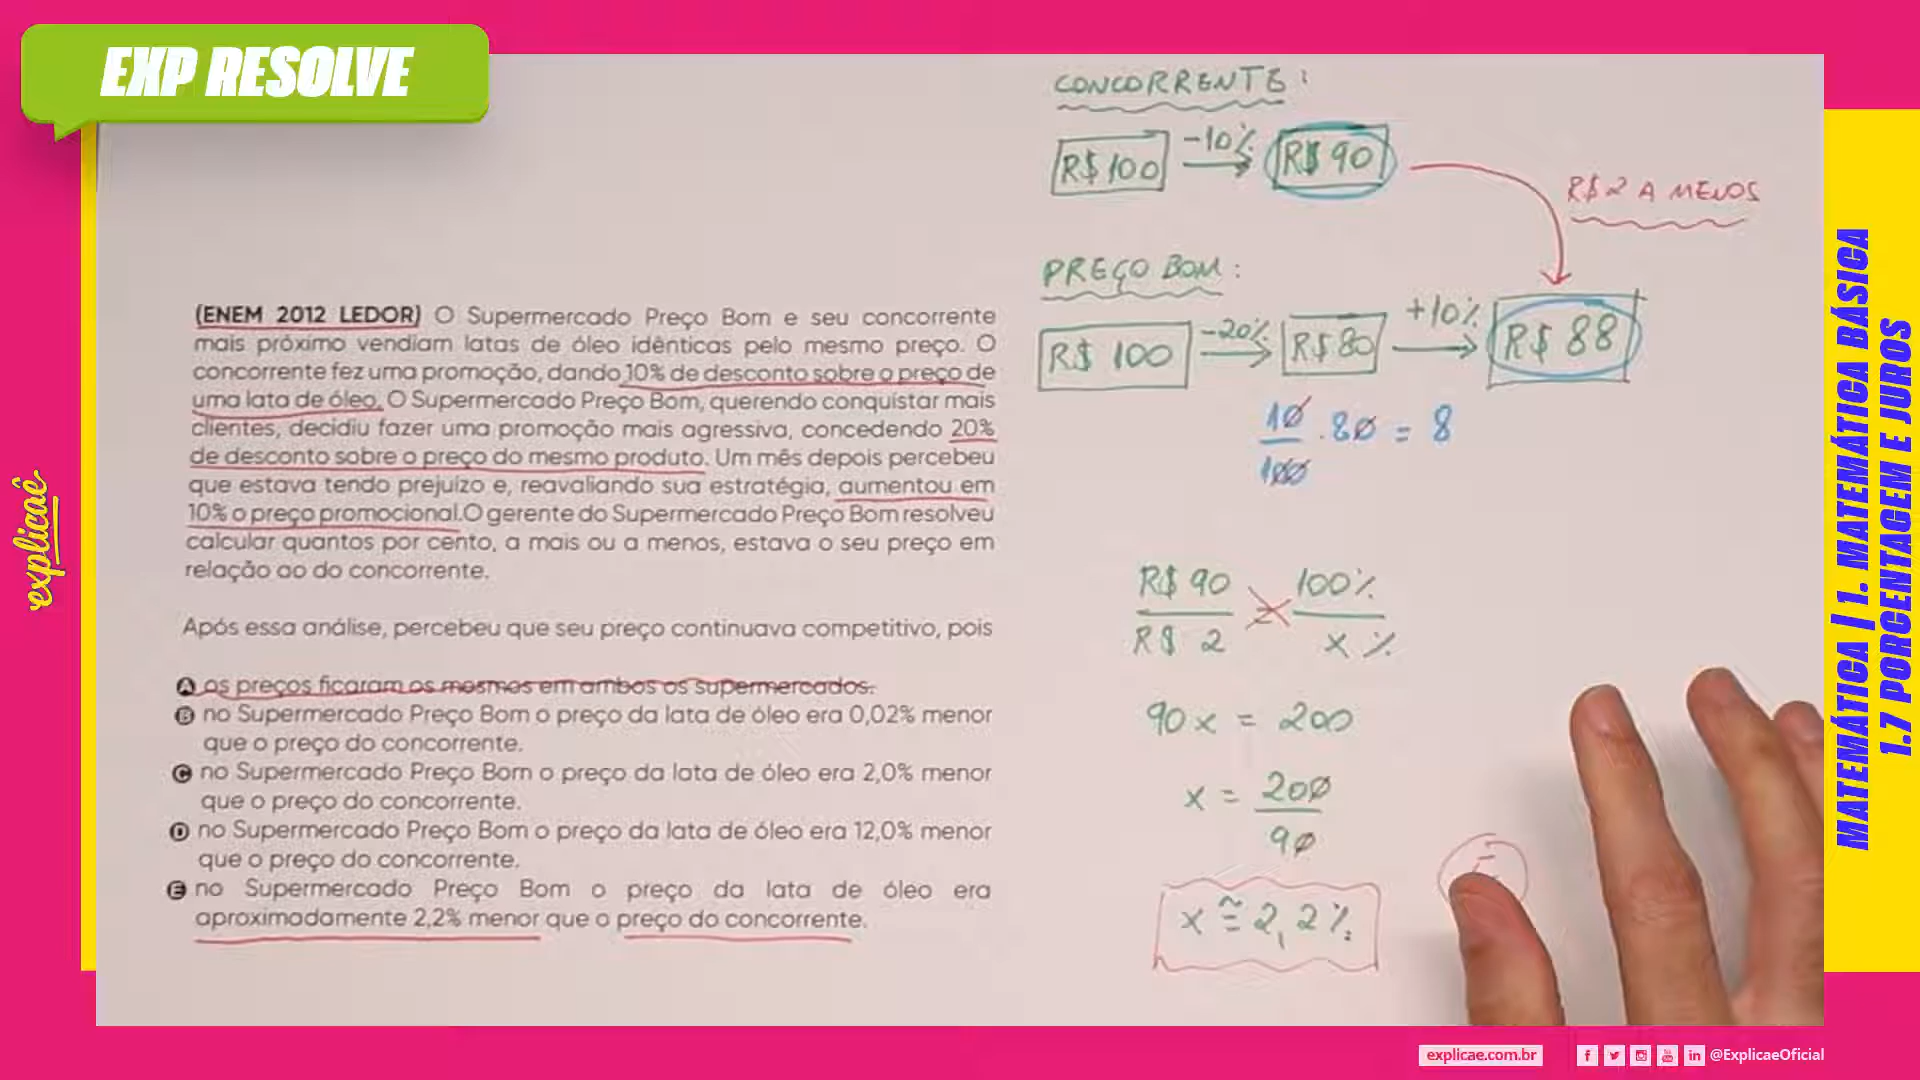 EXP RESOLVE
(ENEM 2012 LEDOR) O Supermercado Preço Bom e seu concorrente
mais próximo vendiam latas de óleo idênticas pelo mesmo preço. O
concorrente fez uma promoção, dando 10% de desconto sobre o preço de
uma lata de óleo. O Supermercado Preço Bom, querendo conquistar mais
clientes, decidiu fazer uma promoção mais agressiva, concedendo 20%
de desconto sobre o preço do mesmo produto. Um mês depois percebeu
que estava tendo prejuízo e, reavaliando sua estratégia, aumentou em
10% o preço promocional.O gerente do Supermercado Preço Bom resolveu
calcular quantos por cento, a mais ou a menos, estava o seu preço em
relação ao do concorrente.
Após essa análise, percebeu que seu preço continuava competitivo, pois
A os preços ficaram os mesmos em ambos os supermercados.
B no Supermercado Preço Bom o preço da lata de óleo era 0,02% menor
que o preço do concorrente.
C no Supermercado Preço Bom o preço da lata de óleo era 2,0% menor
que o preço do concorrente.
D no Supermercado Preço Bom o preço da lata de óleo era 12,0% menor
que o preço do concorrente.
E no Supermercado Preço Bom o preço da lata de óleo era
aproximadamente 2,2% menor que o preço do concorrente.
CONCORRENTE:
R$ 100 -10% R$ 90
R$ 2 A MENOS
PREÇO BOM:
R$ 100 -20% R$ 80 +10% R$ 88
10
100 . 80 = 8
R$ 90 100%
R$ 2 x %
90x = 200
x = 200
90
x ≅ 2,2%
E
explicaê
MATEMÁTICA | 1. MATEMÁTICA BÁSICA
1.7 PORCENTAGEM E JUROS
explicae.com.br
@ExplicaeOficial